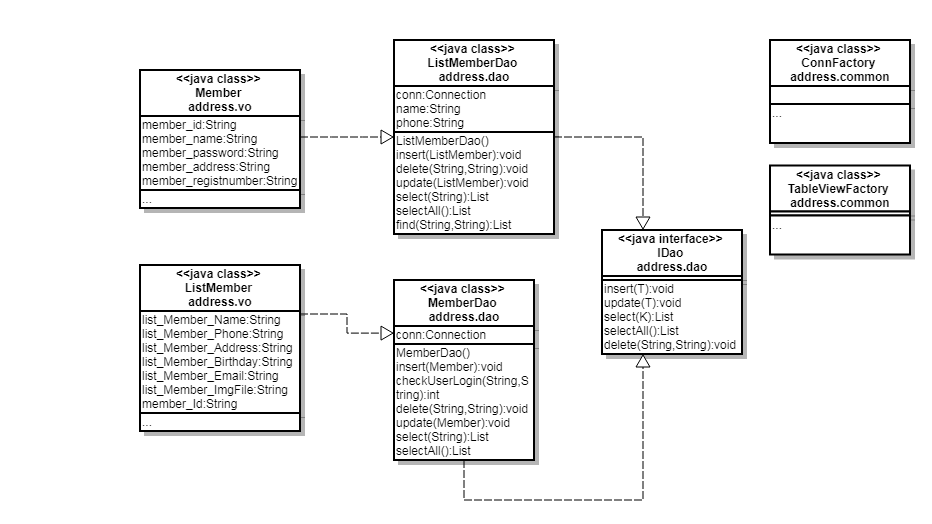 <<java class>>
Member
address.vo
member_id:String
member_name:String
member_password:String
member_address:String
member_registnumber:String
...
<<java class>>
ListMemberDao
address.dao
conn:Connection
name:String
phone:String
ListMemberDao()
insert(ListMember):void
delete(String,String):void
update(ListMember):void
select(String):List
selectAll():List
find(String,String):List
<<java class>>
ConnFactory
address.common
...
<<java class>>
TableViewFactory
address.common
...
<<java interface>>
IDao
address.dao
insert(T):void
update(T):void
select(K):List
selectAll():List
delete(String,String):void
<<java class>>
ListMember
address.vo
list_Member_Name:String
list_Member_Phone:String
list_Member_Address:String
list_Member_Birthday:String
list_Member_Email:String
list_Member_ImgFile:String
member_Id:String
...
<<java class>>
MemberDao
address.dao
conn:Connection
MemberDao()
insert(Member):void
checkUserLogin(String,S
tring):int
delete(String,String):void
update(Member):void
select(String):List
selectAll():List